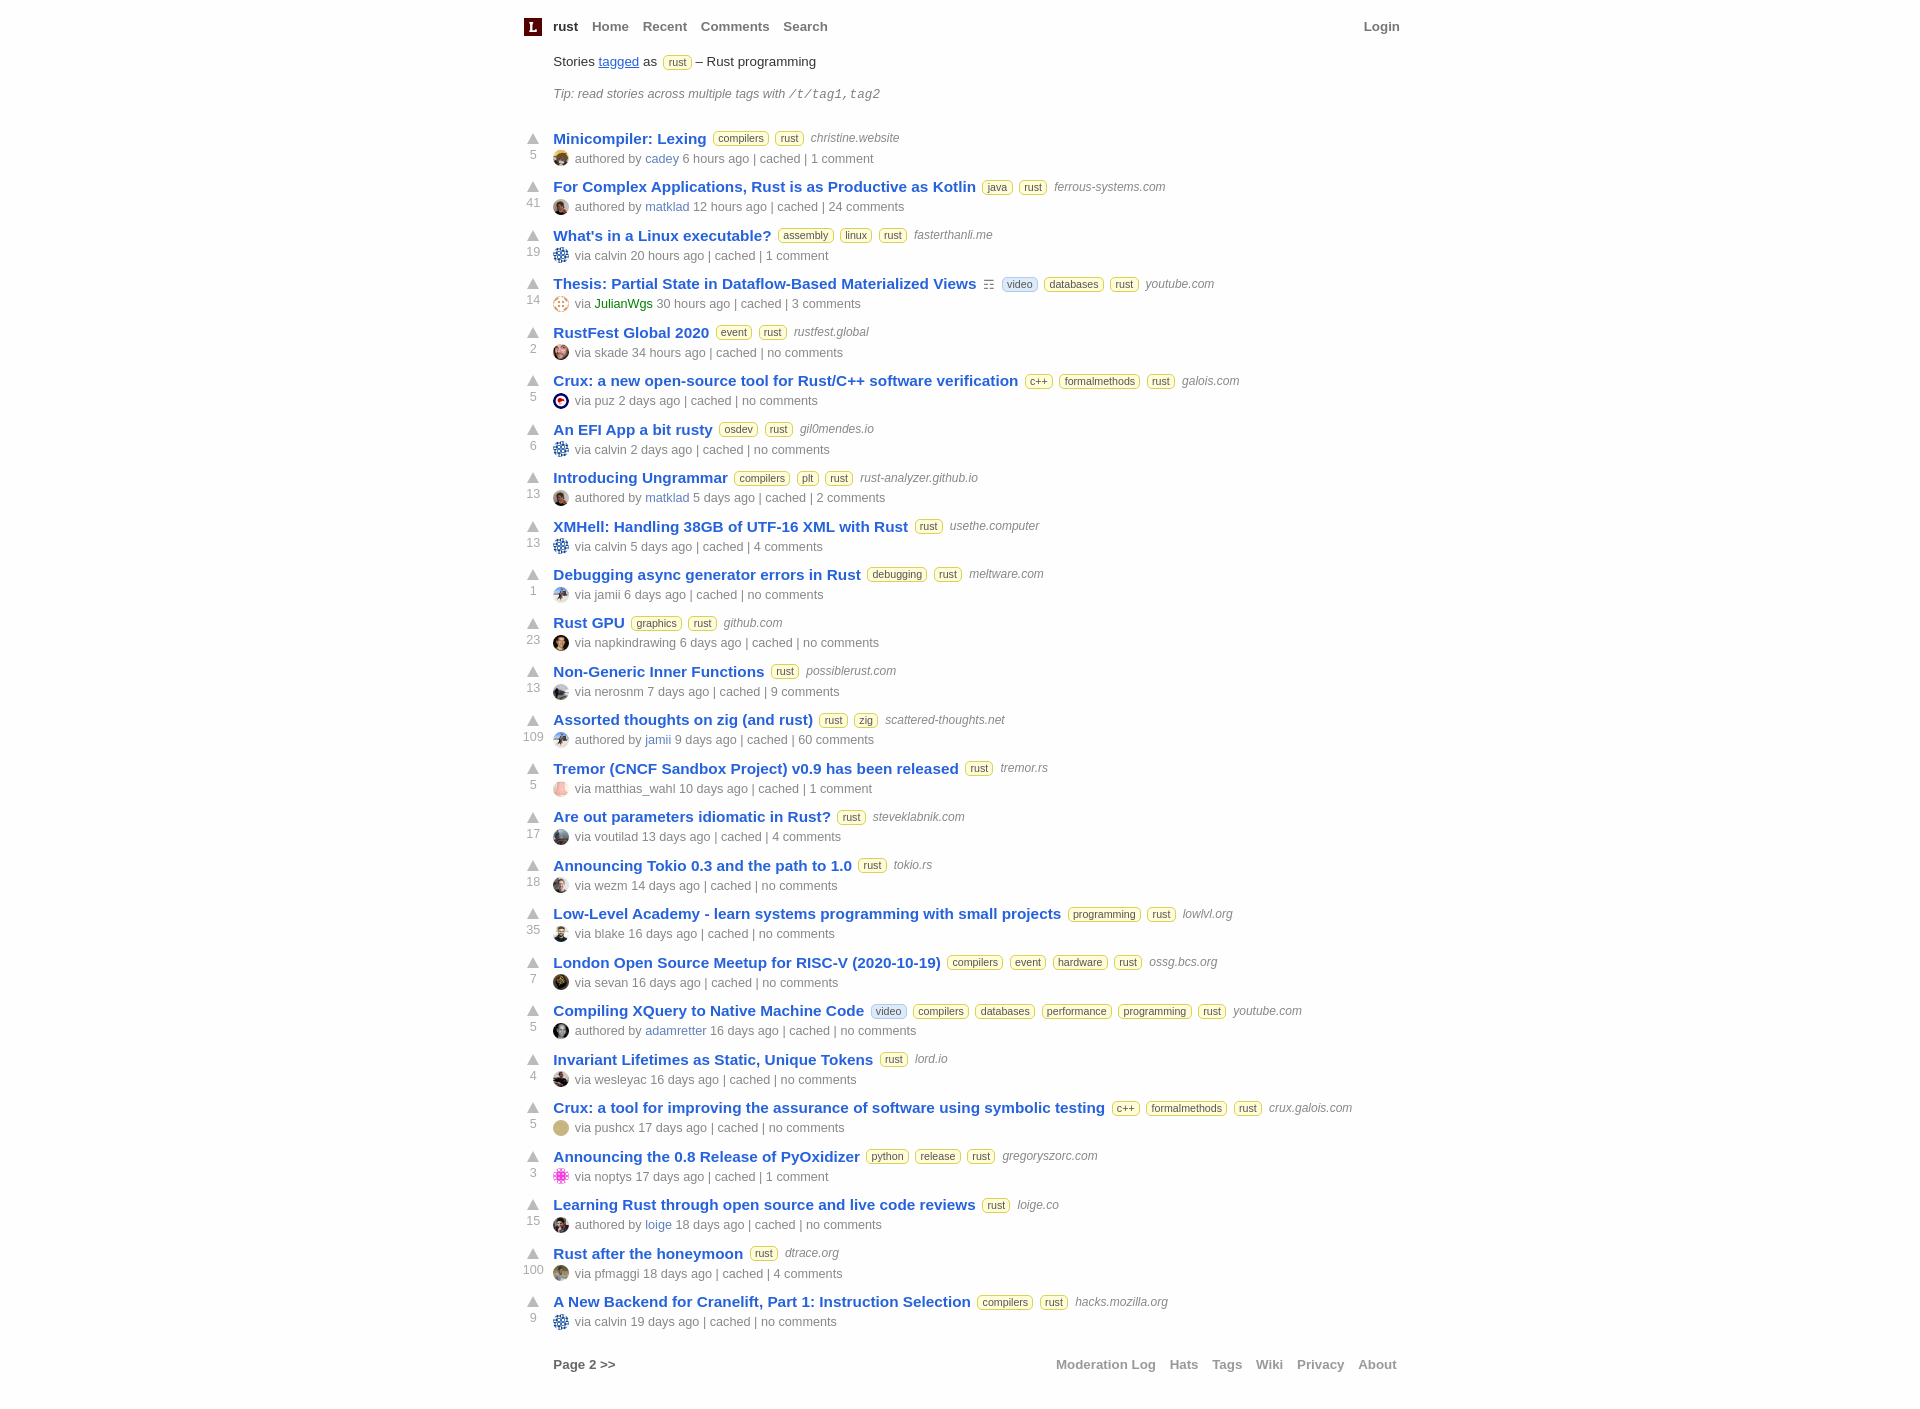 L rust Home Recent Comments Search Login
Stories tagged as rust – Rust programming
Tip: read stories across multiple tags with /t/tag1,tag2
Minicompiler: Lexing compilers rust christine.website
5 authored by cadey 6 hours ago | cached | 1 comment
For Complex Applications, Rust is as Productive as Kotlin java rust ferrous-systems.com
41 authored by matklad 12 hours ago | cached | 24 comments
What's in a Linux executable? assembly linux rust fasterthanli.me
19 via calvin 20 hours ago | cached | 1 comment
Thesis: Partial State in Dataflow-Based Materialized Views ☶ video databases rust youtube.com
14 via JulianWgs 30 hours ago | cached | 3 comments
RustFest Global 2020 event rust rustfest.global
2 via skade 34 hours ago | cached | no comments
Crux: a new open-source tool for Rust/C++ software verification c++ formalmethods rust galois.com
5 via puz 2 days ago | cached | no comments
An EFI App a bit rusty osdev rust gil0mendes.io
6 via calvin 2 days ago | cached | no comments
Introducing Ungrammar compilers plt rust rust-analyzer.github.io
13 authored by matklad 5 days ago | cached | 2 comments
XMHell: Handling 38GB of UTF-16 XML with Rust rust usethe.computer
13 via calvin 5 days ago | cached | 4 comments
Debugging async generator errors in Rust debugging rust meltware.com
1 via jamii 6 days ago | cached | no comments
Rust GPU graphics rust github.com
23 via napkindrawing 6 days ago | cached | no comments
Non-Generic Inner Functions rust possiblerust.com
13 via nerosnm 7 days ago | cached | 9 comments
Assorted thoughts on zig (and rust) rust zig scattered-thoughts.net
109 authored by jamii 9 days ago | cached | 60 comments
Tremor (CNCF Sandbox Project) v0.9 has been released rust tremor.rs
5 via matthias_wahl 10 days ago | cached | 1 comment
Are out parameters idiomatic in Rust? rust steveklabnik.com
17 via voutilad 13 days ago | cached | 4 comments
Announcing Tokio 0.3 and the path to 1.0 rust tokio.rs
18 via wezm 14 days ago | cached | no comments
Low-Level Academy - learn systems programming with small projects programming rust lowlvl.org
35 via blake 16 days ago | cached | no comments
London Open Source Meetup for RISC-V (2020-10-19) compilers event hardware rust ossg.bcs.org
7 via sevan 16 days ago | cached | no comments
Compiling XQuery to Native Machine Code video compilers databases performance programming rust youtube.com
5 authored by adamretter 16 days ago | cached | no comments
Invariant Lifetimes as Static, Unique Tokens rust lord.io
4 via wesleyac 16 days ago | cached | no comments
Crux: a tool for improving the assurance of software using symbolic testing c++ formalmethods rust crux.galois.com
5 via pushcx 17 days ago | cached | no comments
Announcing the 0.8 Release of PyOxidizer python release rust gregoryszorc.com
3 via noptys 17 days ago | cached | 1 comment
Learning Rust through open source and live code reviews rust loige.co
15 authored by loige 18 days ago | cached | no comments
Rust after the honeymoon rust dtrace.org
100 via pfmaggi 18 days ago | cached | 4 comments
A New Backend for Cranelift, Part 1: Instruction Selection compilers rust hacks.mozilla.org
9 via calvin 19 days ago | cached | no comments
Page 2 >> Moderation Log Hats Tags Wiki Privacy About